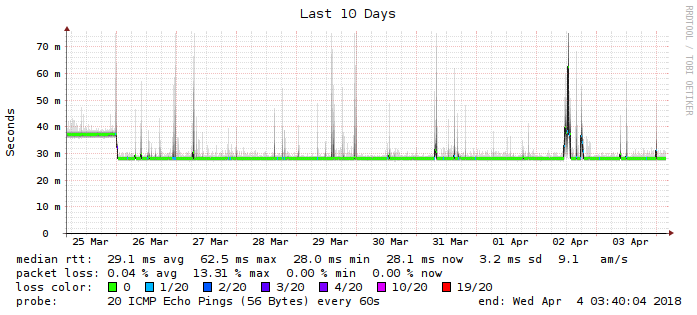 Last 10 Days
RRDTOOL / TOBI OETIKER
Seconds
70 m
60 m
50 m
40 m
30 m
20 m
10 m
0
25 Mar 26 Mar 27 Mar 28 Mar 29 Mar 30 Mar 31 Mar 01 Apr 02 Apr 03 Apr
median rtt: 29.1 ms avg 62.5 ms max 28.0 ms min 28.1 ms now 3.2 ms sd 9.1 am/s
packet loss: 0.04 % avg 13.31 % max 0.00 % min 0.00 % now
loss color: 0 1/20 2/20 3/20 4/20 10/20 19/20
probe: 20 ICMP Echo Pings (56 Bytes) every 60s end: Wed Apr 4 03:40:04 2018